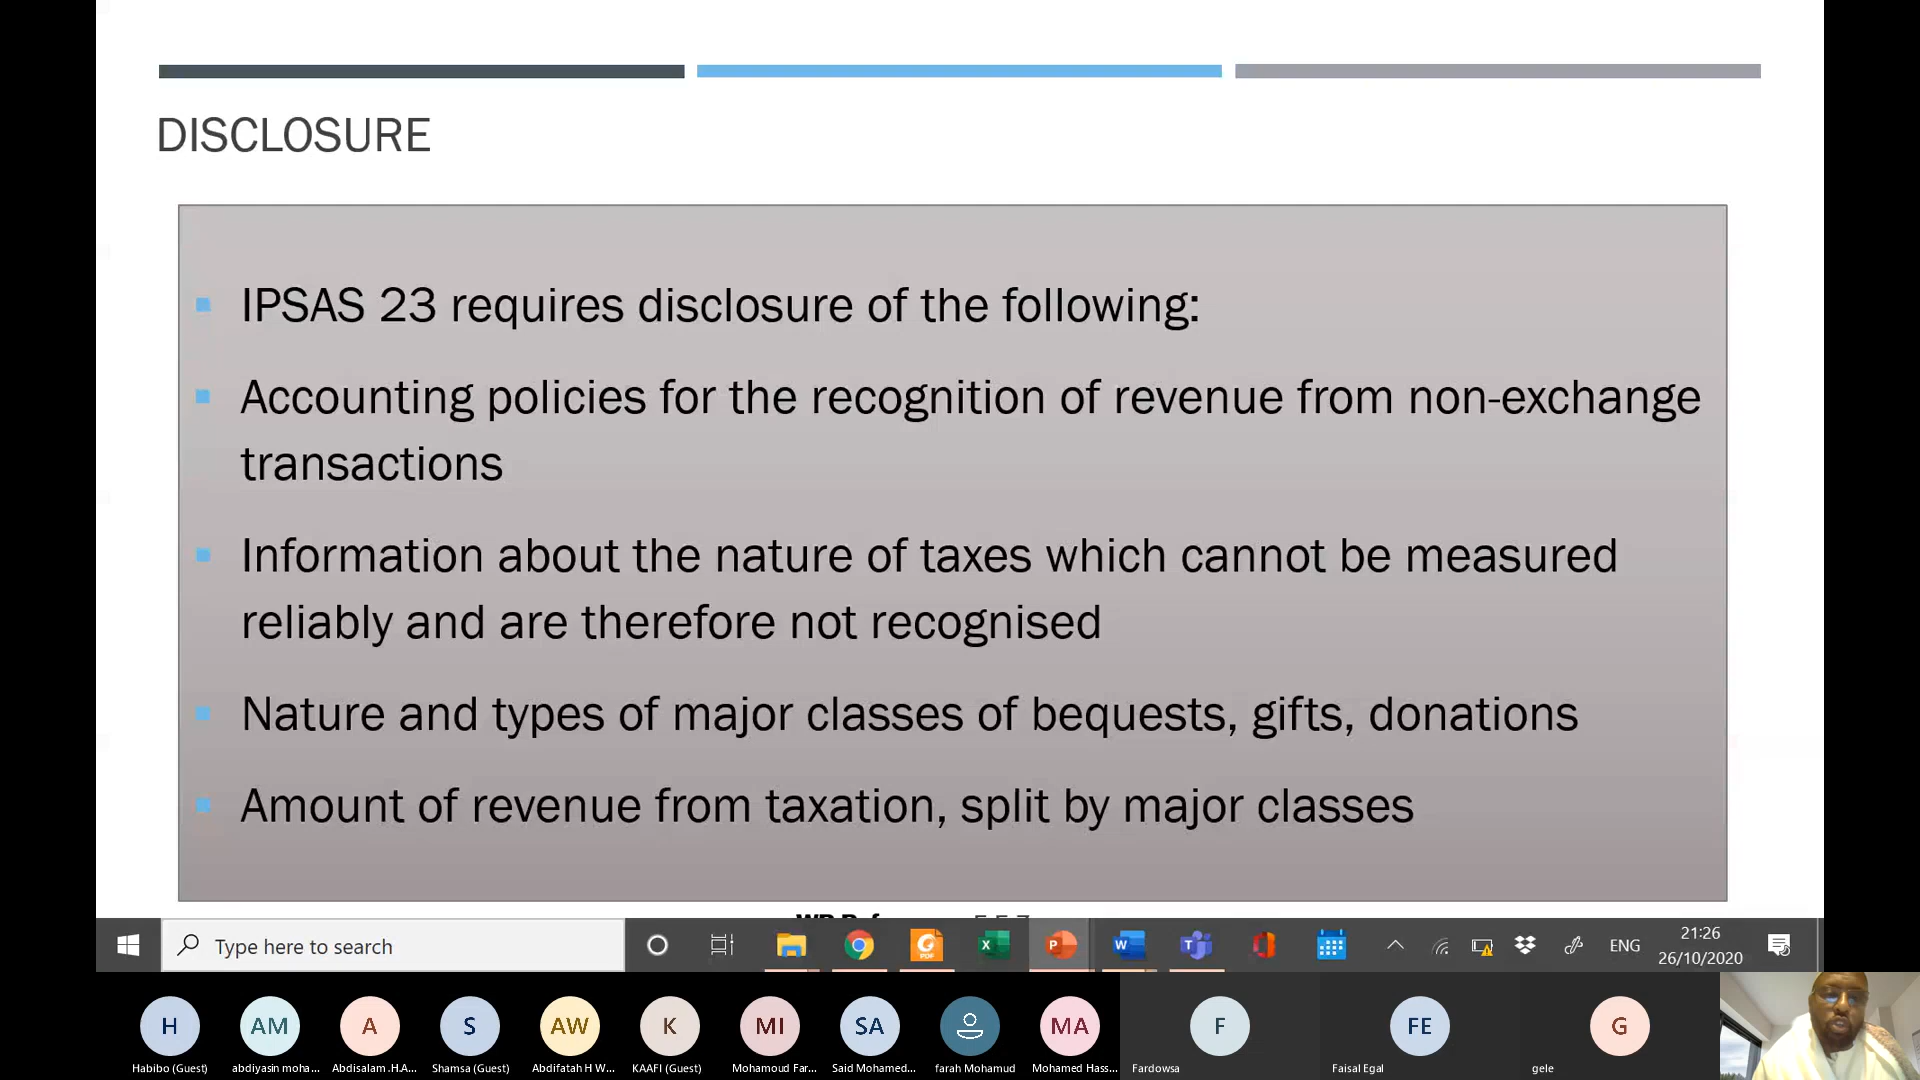 DISCLOSURE
IPSAS 23 requires disclosure of the following:
Accounting policies for the recognition of revenue from non-exchange
transactions
Information about the nature of taxes which cannot be measured
reliably and are therefore not recognised
Nature and types of major classes of bequests, gifts, donations
Amount of revenue from taxation, split by major classes
Type here to search
PDF
X
P
W
T
ENG
21:26
26/10/2020
H
AM
A
S
AW
K
MI
SA
MA
F
FE
G
Habibo (Guest)
abdiyasin moha...
Abdisalam .H.A...
Shamsa (Guest)
Abdifatah H W...
KAAFI (Guest)
Mohamoud Far...
Said Mohamed...
farah Mohamud
Mohamed Hass...
Fardowsa
Faisal Egal
gele